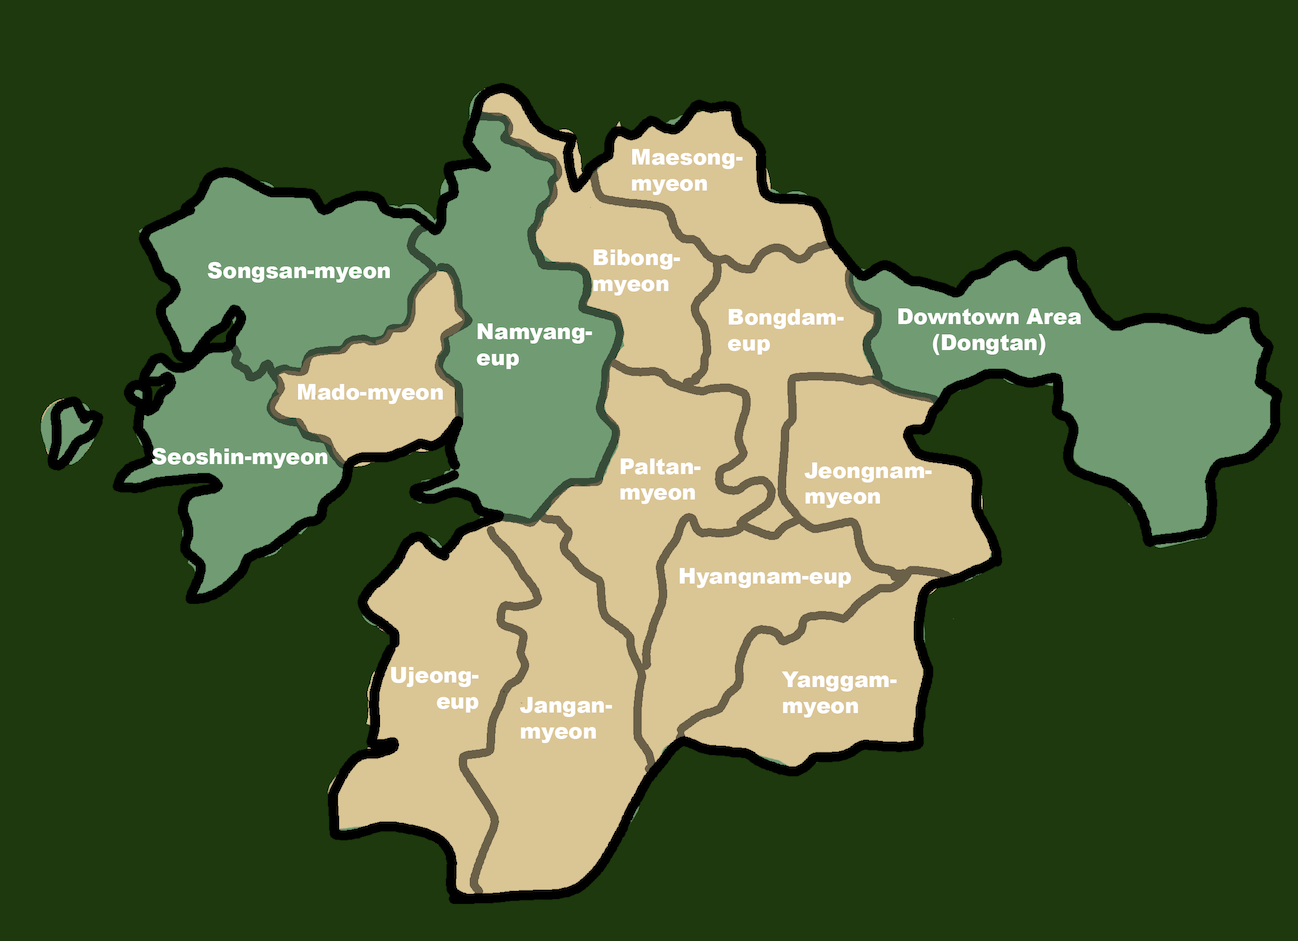 Maesong-
myeon
Songsan-myeon
Bibong-
myeon
Bongdam-
eup
Downtown Area
(Dongtan)
Namyang-
eup
Mado-myeon
Seoshin-myeon
Paltan-
myeon
Jeongnam-
myeon
Hyangnam-eup
Ujeong-
eup
Jangan-
myeon
Yanggam-
myeon